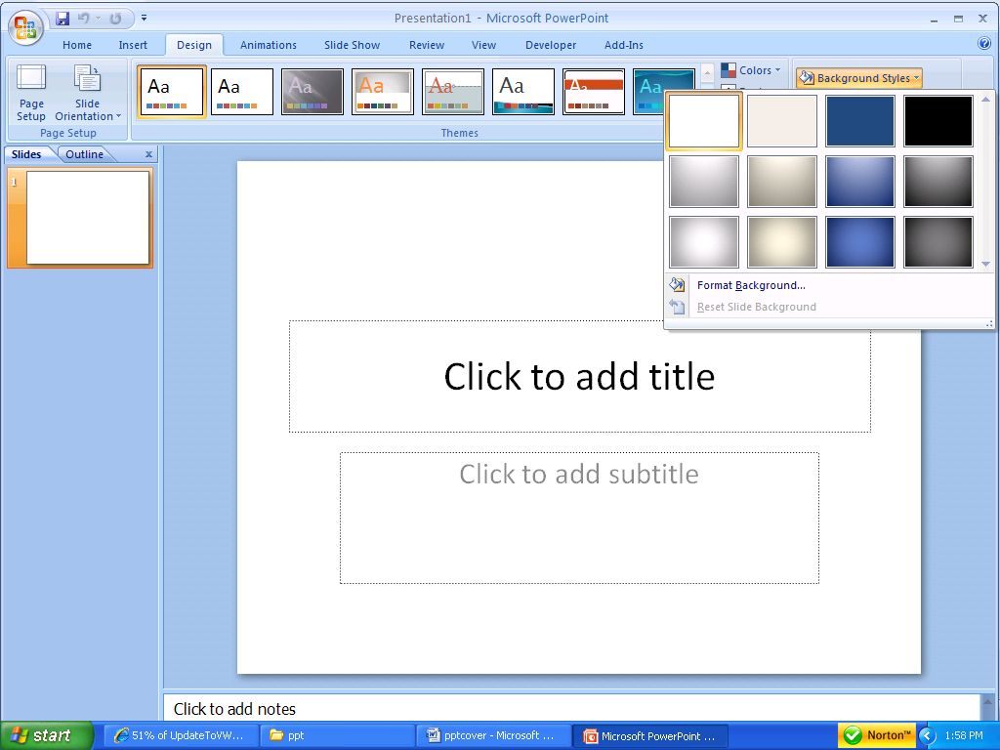 Presentation1 - Microsoft PowerPoint
Home Insert Design Animations Slide Show Review View Developer Add-Ins
Page Setup
Slide Orientation
Aa Aa Aa Aa Aa Aa Aa Aa
Colors
Background Styles
Page Setup
Themes
Slides Outline x
1
Format Background...
Reset Slide Background
Click to add title
Click to add subtitle
Click to add notes
start
51% of UpdateToVW...
ppt
pptcover - Microsoft ...
Microsoft PowerPoint ...
Norton™
1:58 PM